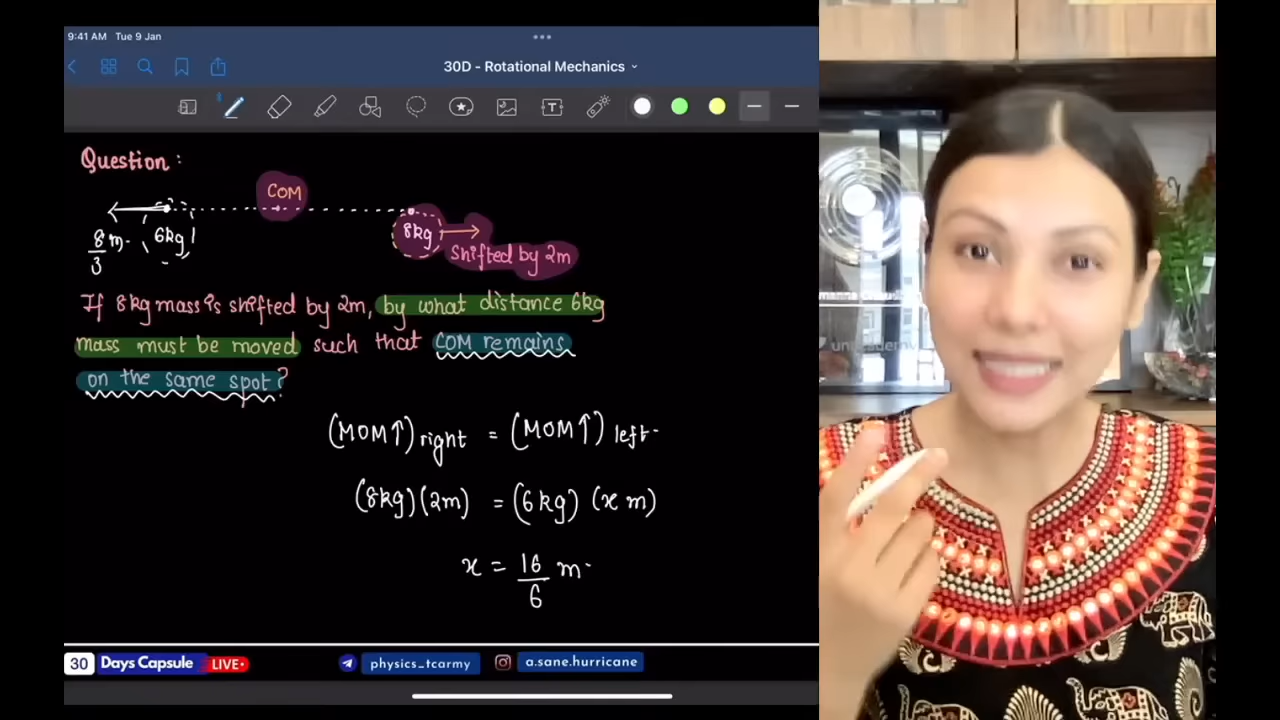 9:41 AM Tue 9 Jan
30D - Rotational Mechanics
T
Question:
COM
8/3 m.
6kg
8kg
shifted by 2m
If 8kg mass is shifted by 2m, by what distance 6kg
mass must be moved such that COM remains
on the same spot?
(MOM↑) right = (MOM↑) left.
(8kg)(2m) = (6kg) (x m)
x = 16/6 m.
unacademy
30 Days Capsule LIVE
physics_tcarmy
a.sane.hurricane